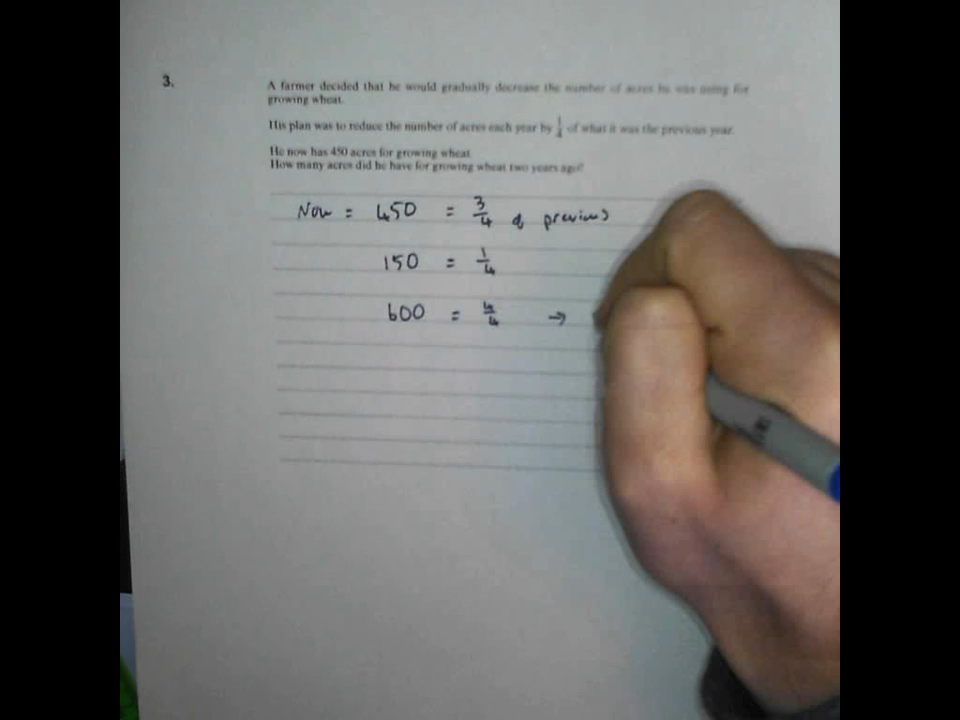 3.
A farmer decided that he would gradually decrease the number of acres he was using for
growing wheat.
His plan was to reduce the number of acres each year by 1/4 of what it was the previous year.
He now has 450 acres for growing wheat.
How many acres did he have for growing wheat two years ago?
Now = 450 = 3/4 of previous
150 = 1/4
600 = 4/4 →